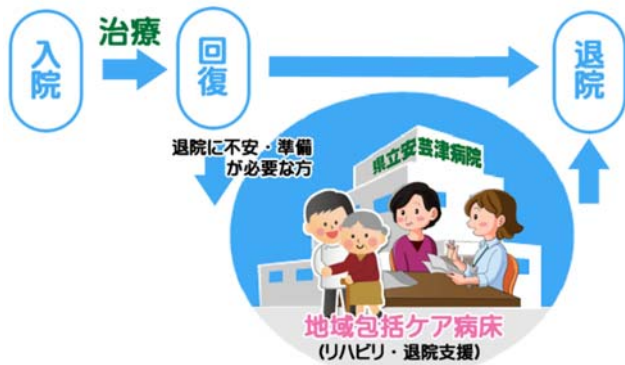 入院
治療
回復
退院
退院に不安・準備
が必要な方
県立安芸津病院
地域包括ケア病床
(リハビリ・退院支援)